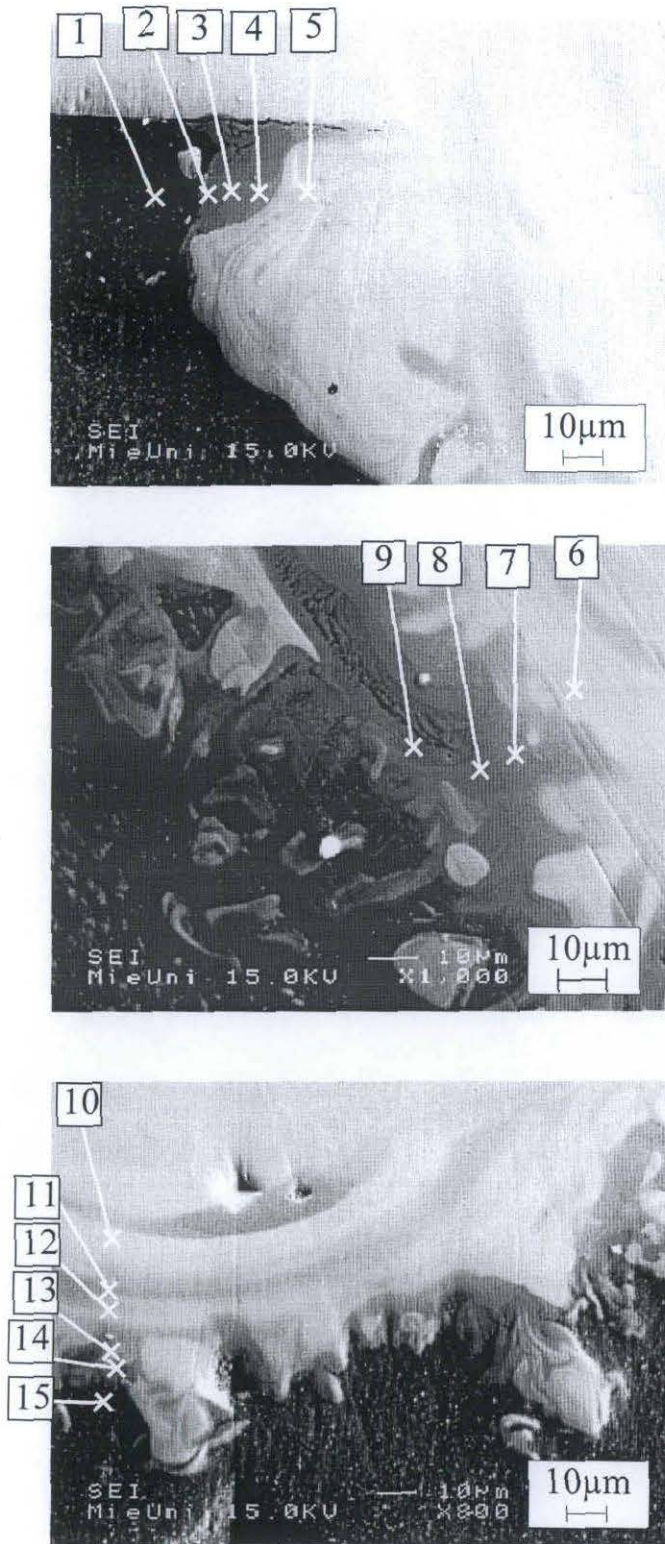 1 2 3 4 5
SEI
MieUni. 15.0KV
10μm
9 8 7 6
SEI 10μm
MieUni. 15.0KV X1,000
10μm
10
11
12
13
14
15
SEI 10μm
MieUni. 15.0KV X800
10μm